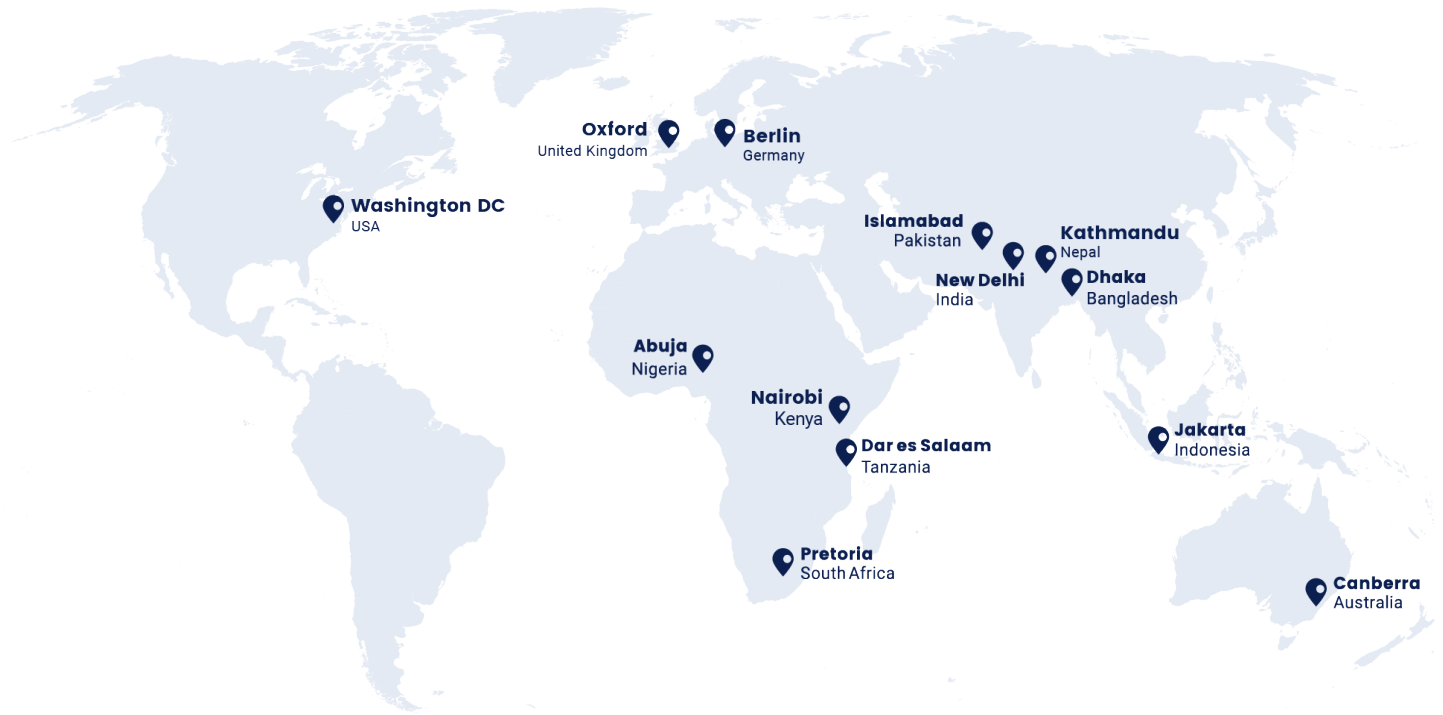 Oxford
United Kingdom
Berlin
Germany
Washington DC
USA
Islamabad
Pakistan
Kathmandu
Nepal
New Delhi
India
Dhaka
Bangladesh
Abuja
Nigeria
Nairobi
Kenya
Dar es Salaam
Tanzania
Jakarta
Indonesia
Pretoria
South Africa
Canberra
Australia